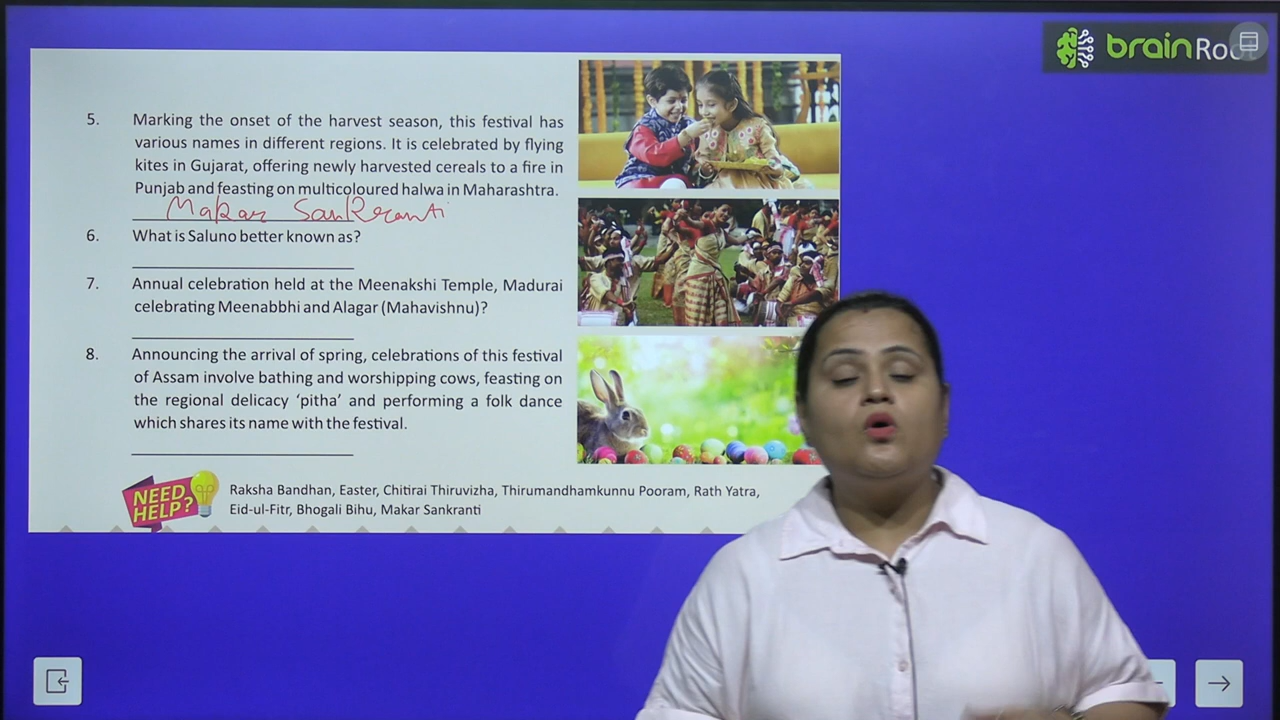 brainRoot
5. Marking the onset of the harvest season, this festival has
various names in different regions. It is celebrated by flying
kites in Gujarat, offering newly harvested cereals to a fire in
Punjab and feasting on multicoloured halwa in Maharashtra.
Makar Sankranti
6. What is Saluno better known as?
7. Annual celebration held at the Meenakshi Temple, Madurai
celebrating Meenabbhi and Alagar (Mahavishnu)?
8. Announcing the arrival of spring, celebrations of this festival
of Assam involve bathing and worshipping cows, feasting on
the regional delicacy ‘pitha’ and performing a folk dance
which shares its name with the festival.
NEED
HELP?
Raksha Bandhan, Easter, Chitirai Thiruvizha, Thirumandhamkunnu Pooram, Rath Yatra,
Eid-ul-Fitr, Bhogali Bihu, Makar Sankranti